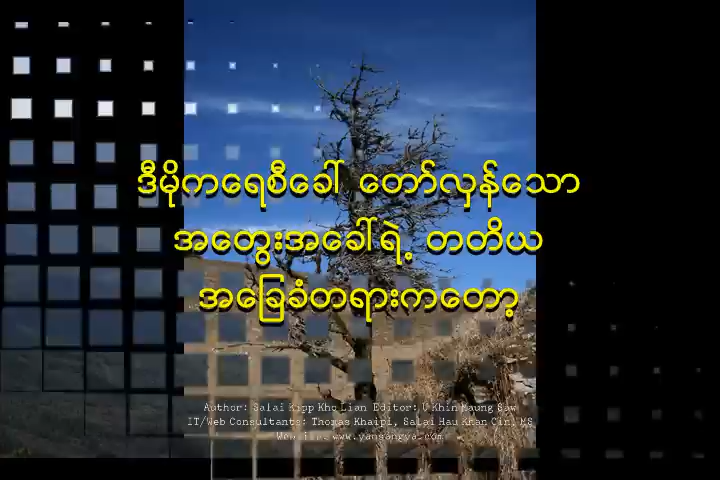 ဒီမိုကရေစီခေါ် တော်လှန်သော
အတွေးအခေါ်ရဲ့ တတိယ
အခြေခံတရားကတော့
Author: Salai Kipp Kho Lian Editor: U Khin Maung Saw
IT/Web Consultants: Thomas Khaipi, Salai Hau Khan Cin, MS
www.yansangya.com